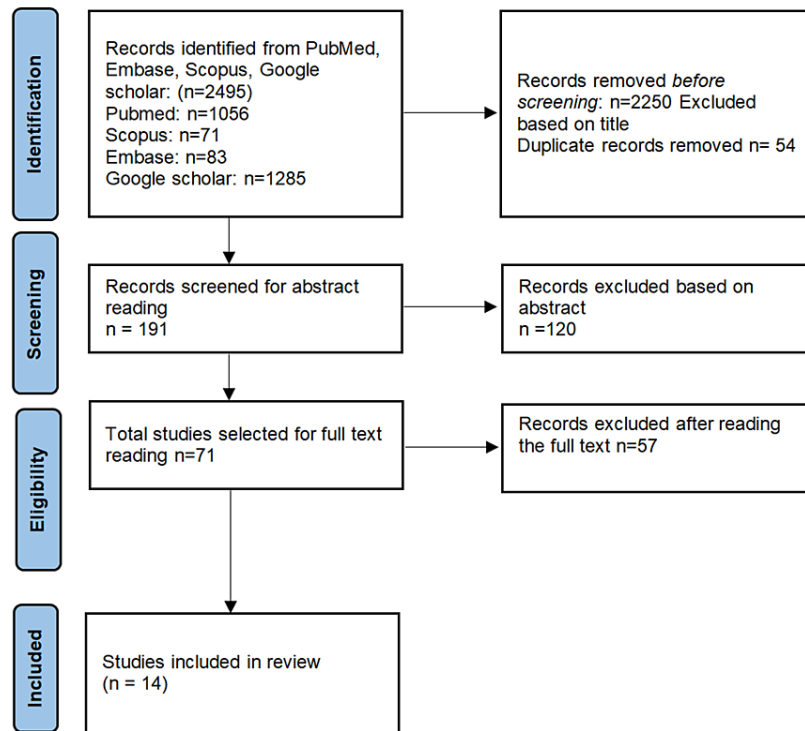 Identification
Records identified from PubMed,
Embase, Scopus, Google
scholar: (n=2495)
Pubmed: n=1056
Scopus: n=71
Embase: n=83
Google scholar: n=1285
Records removed before
screening: n=2250 Excluded
based on title
Duplicate records removed n= 54
Screening
Records screened for abstract
reading
n = 191
Records excluded based on
abstract
n =120
Eligibility
Total studies selected for full text
reading n=71
Records excluded after reading
the full text n=57
Included
Studies included in review
(n = 14)